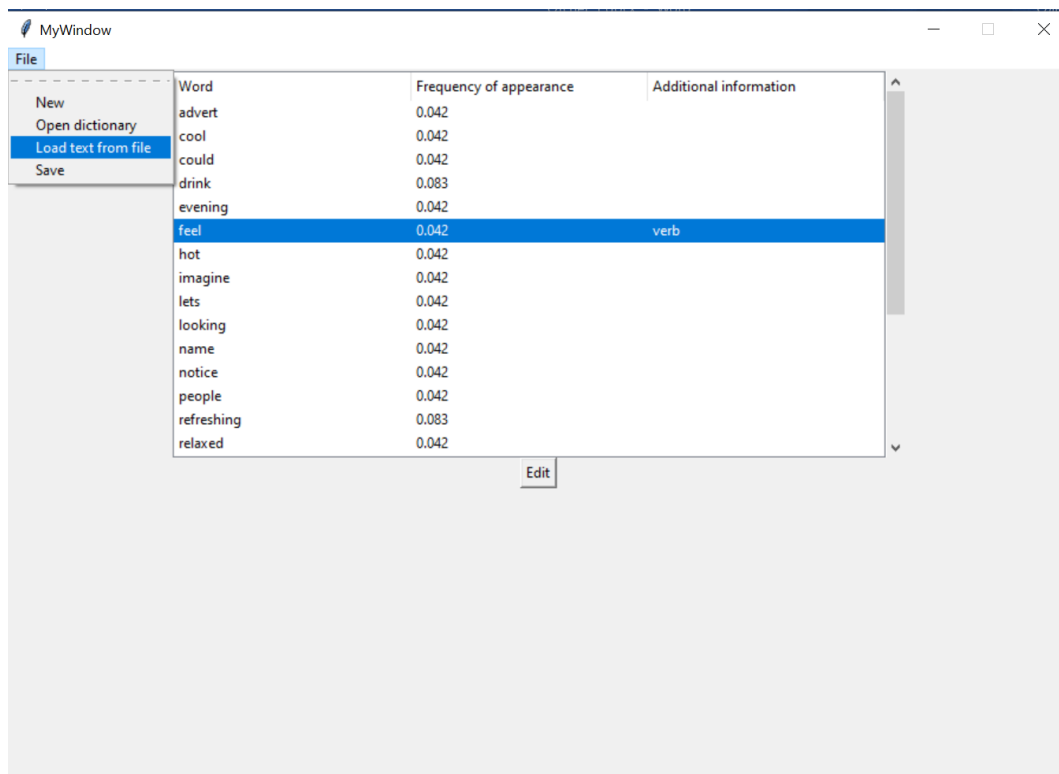 MyWindow
File
New
Open dictionary
Load text from file
Save
Word Frequency of appearance Additional information
advert 0.042
cool 0.042
could 0.042
drink 0.083
evening 0.042
feel 0.042 verb
hot 0.042
imagine 0.042
lets 0.042
looking 0.042
name 0.042
notice 0.042
people 0.042
refreshing 0.083
relaxed 0.042
Edit